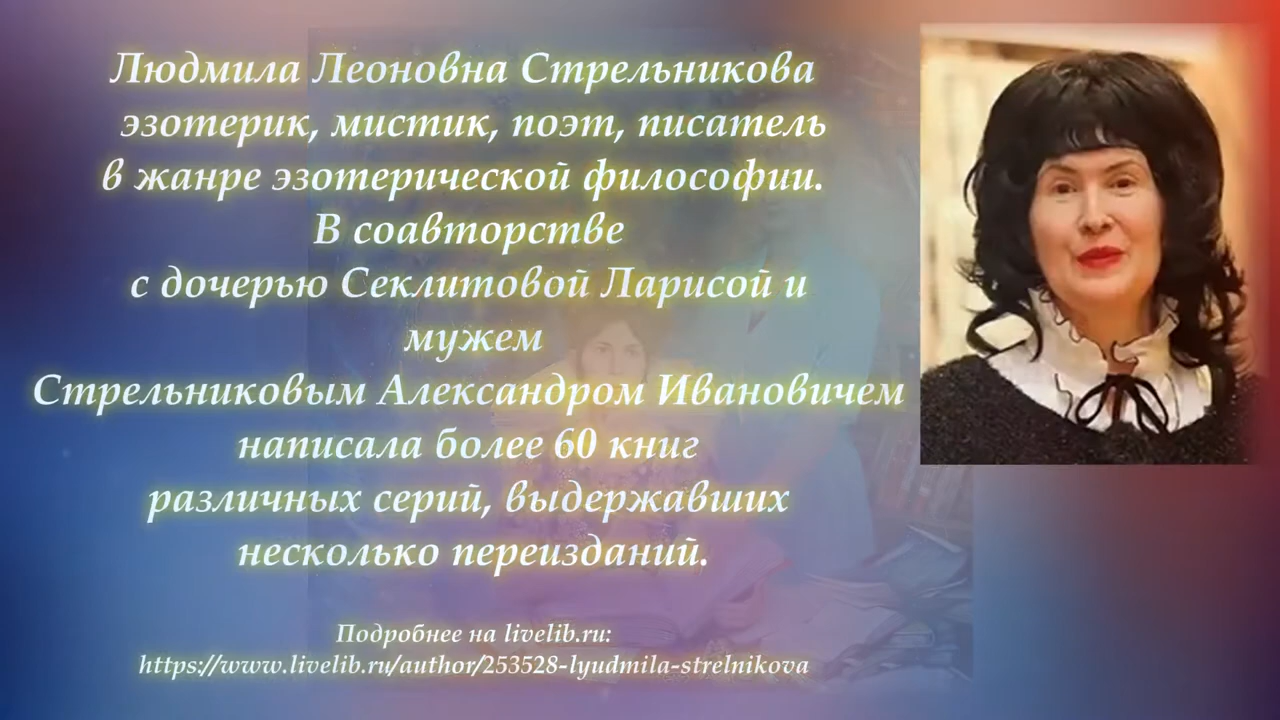 Людмила Леоновна Стрельникова
эзотерик, мистик, поэт, писатель
в жанре эзотерической философии.
В соавторстве
с дочерью Секлитовой Ларисой и
мужем
Стрельниковым Александром Ивановичем
написала более 60 книг
различных серий, выдержавших
несколько переизданий.
Подробнее на livelib.ru:
https://www.livelib.ru/author/253528-lyudmila-strelnikova